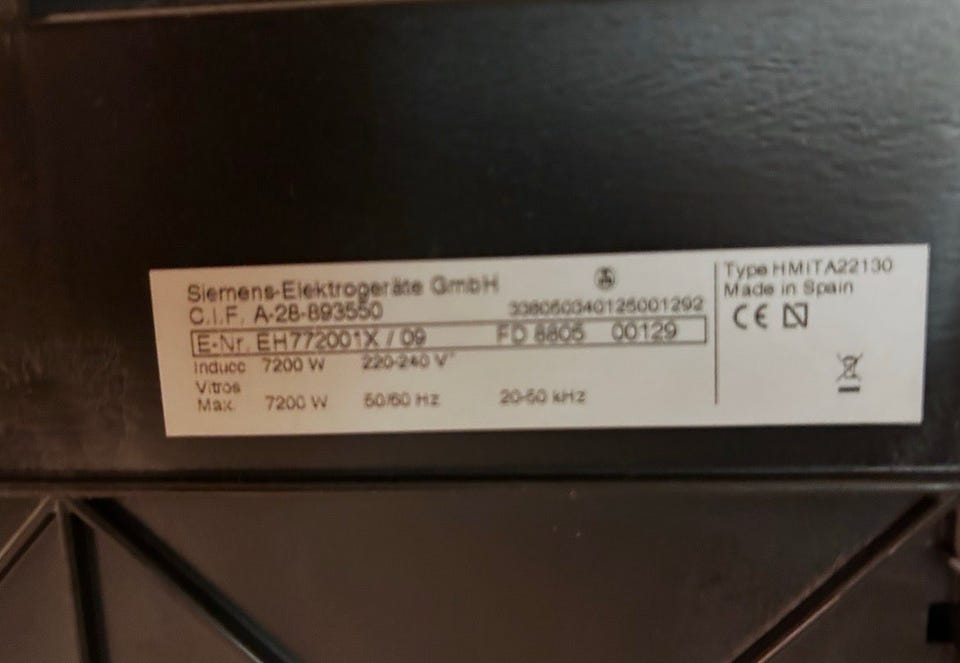 Siemens-Elektrogeräte GmbH
C.I.F. A-28-893550
338060340125001292
E-Nr. EH772001X / 09 FD 8805 00129
Inducc 7200 W 220-240 V~
Vitros
Max. 7200 W 50/60 Hz 20-50 kHz
Type HMITA22130
Made in Spain
CE N